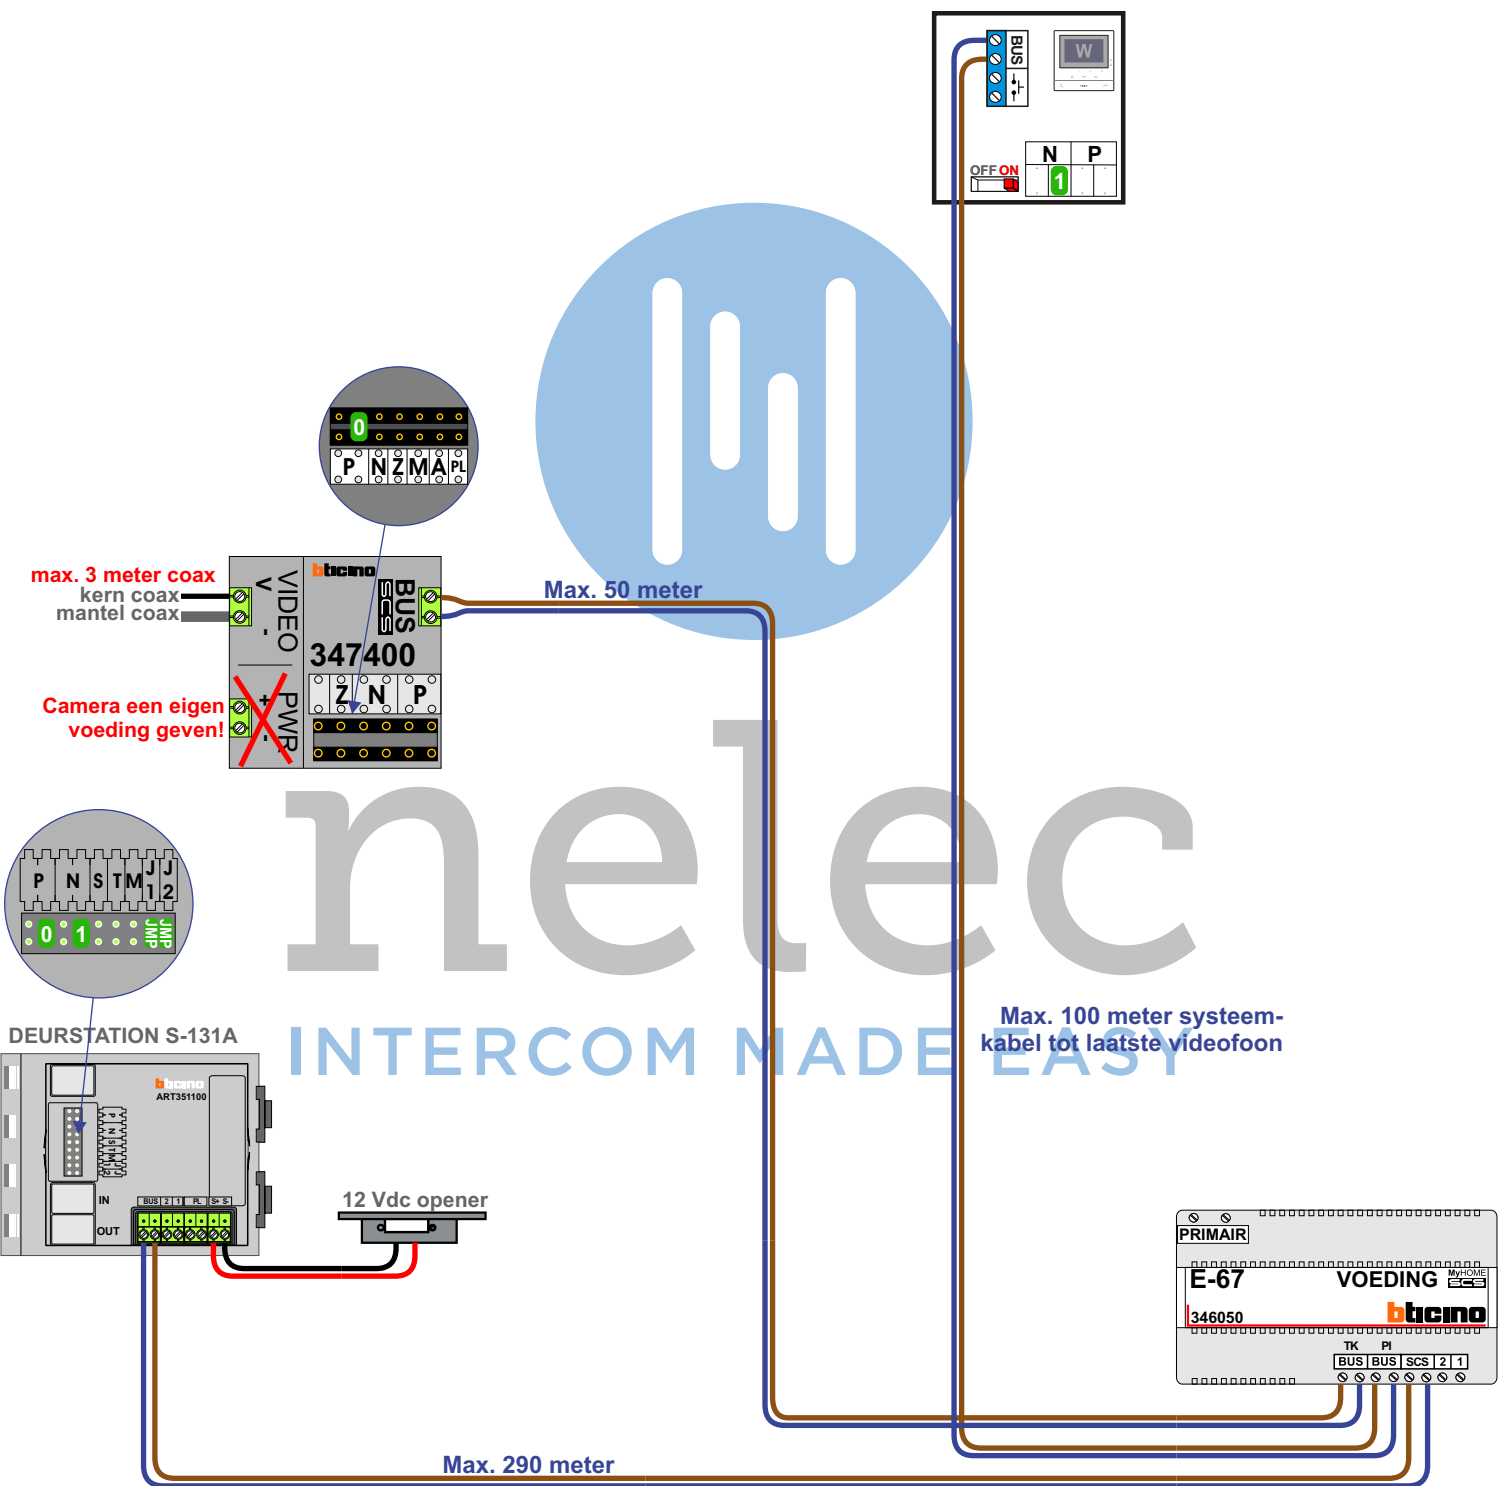 BUS
W
N P
OFF ON
1
0
P N Z M A PL
max. 3 meter coax
kern coax
mantel coax
V -
VIDEO
bticino
BUS
SCS
347400
Z N P
Camera een eigen
voeding geven!
+ -
PWR
Max. 50 meter
P N S T M J1 J2
0 1 JMP JMP
nelec
INTERCOM MADE EASY
Max. 100 meter systeem-
kabel tot laatste videofoon
DEURSTATION S-131A
bticino
ART351100
P N S T M J1 J2
IN
OUT
BUS 2 1 PL S+ S-
12 Vdc opener
PRIMAIR
E-67 VOEDING MyHOME
SCS
346050 bticino
TK PI
BUS BUS SCS 2 1
Max. 290 meter